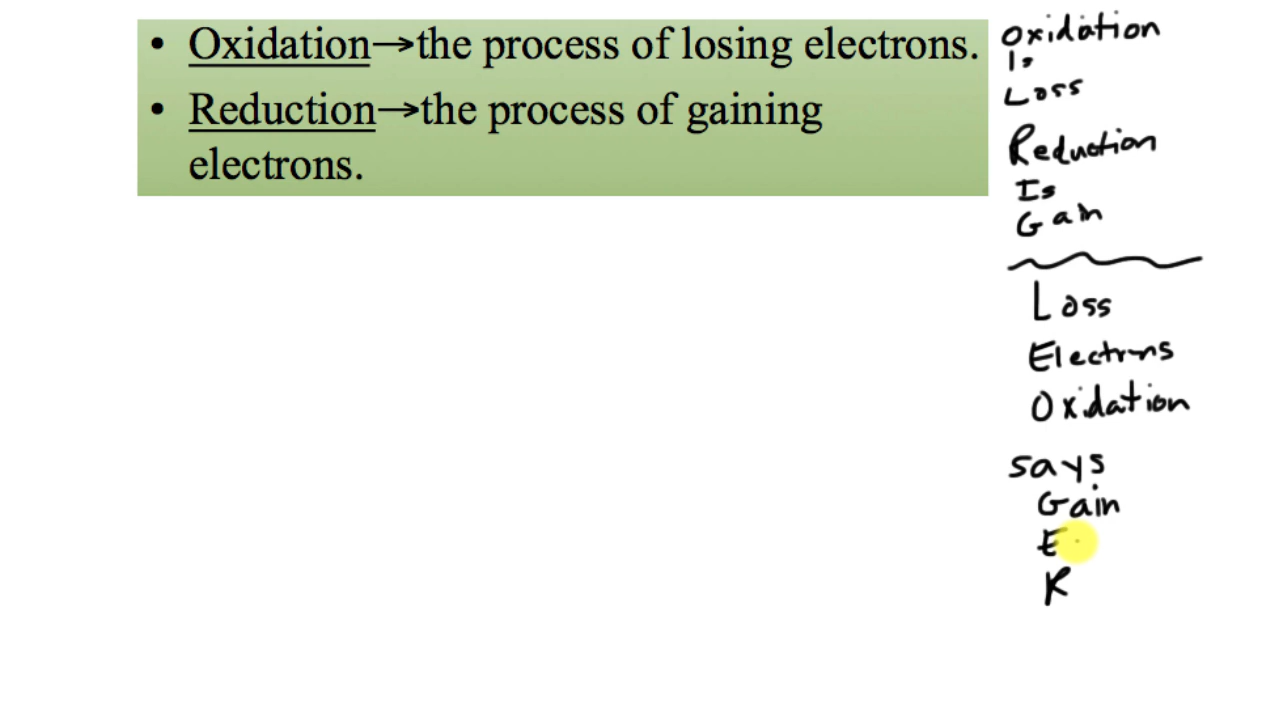 • Oxidation→the process of losing electrons.
• Reduction→the process of gaining
electrons.
Oxidation
Is
Loss
Reduction
Is
Gain
Loss
Electrons
Oxidation
says
Gain
E
R